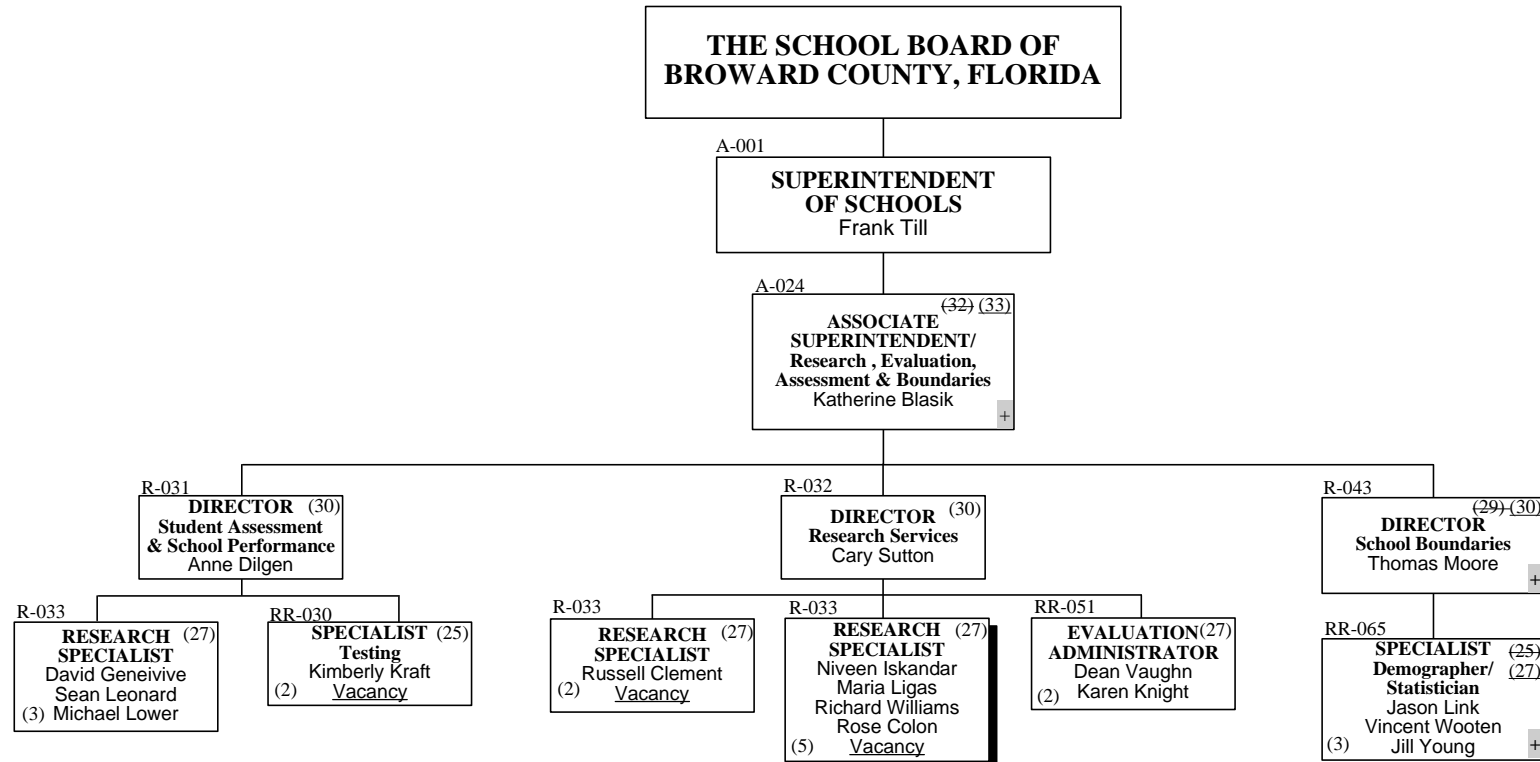 THE SCHOOL BOARD OF
BROWARD COUNTY, FLORIDA
A-001
SUPERINTENDENT
OF SCHOOLS
Frank Till
A-024
(32) (33)
ASSOCIATE
SUPERINTENDENT/
Research , Evaluation,
Assessment & Boundaries
Katherine Blasik
+
R-031
DIRECTOR (30)
Student Assessment
& School Performance
Anne Dilgen
R-032
DIRECTOR (30)
Research Services
Cary Sutton
R-043
(29) (30)
DIRECTOR
School Boundaries
Thomas Moore
+
R-033
RESEARCH (27)
SPECIALIST
David Geneivive
Sean Leonard
(3) Michael Lower
RR-030
SPECIALIST (25)
Testing
Kimberly Kraft
(2) Vacancy
R-033
RESEARCH (27)
SPECIALIST
Russell Clement
(2) Vacancy
R-033
RESEARCH (27)
SPECIALIST
Niveen Iskandar
Maria Ligas
Richard Williams
Rose Colon
(5) Vacancy
RR-051
EVALUATION (27)
ADMINISTRATOR
Dean Vaughn
(2) Karen Knight
RR-065
SPECIALIST (25)
Demographer/ (27)
Statistician
Jason Link
Vincent Wooten
(3) Jill Young +